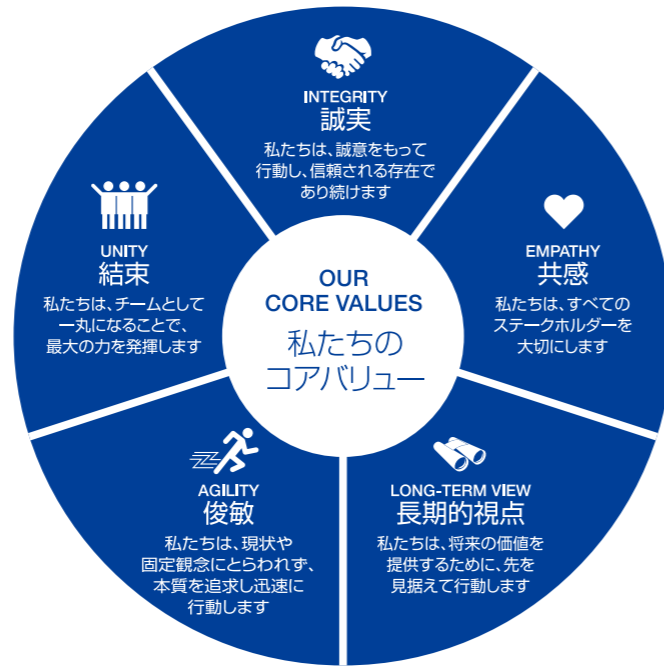 INTEGRITY
誠実
私たちは、誠意をもって
行動し、信頼される存在で
あり続けます
EMPATHY
共感
私たちは、すべての
ステークホルダーを
大切にします
LONG-TERM VIEW
長期的視点
私たちは、将来の価値を
提供するために、先を
見据えて行動します
AGILITY
俊敏
私たちは、現状や
固定観念にとらわれず、
本質を追求し迅速に
行動します
UNITY
結束
私たちは、チームとして
一丸になることで、
最大の力を発揮します
OUR
CORE VALUES
私たちの
コアバリュー